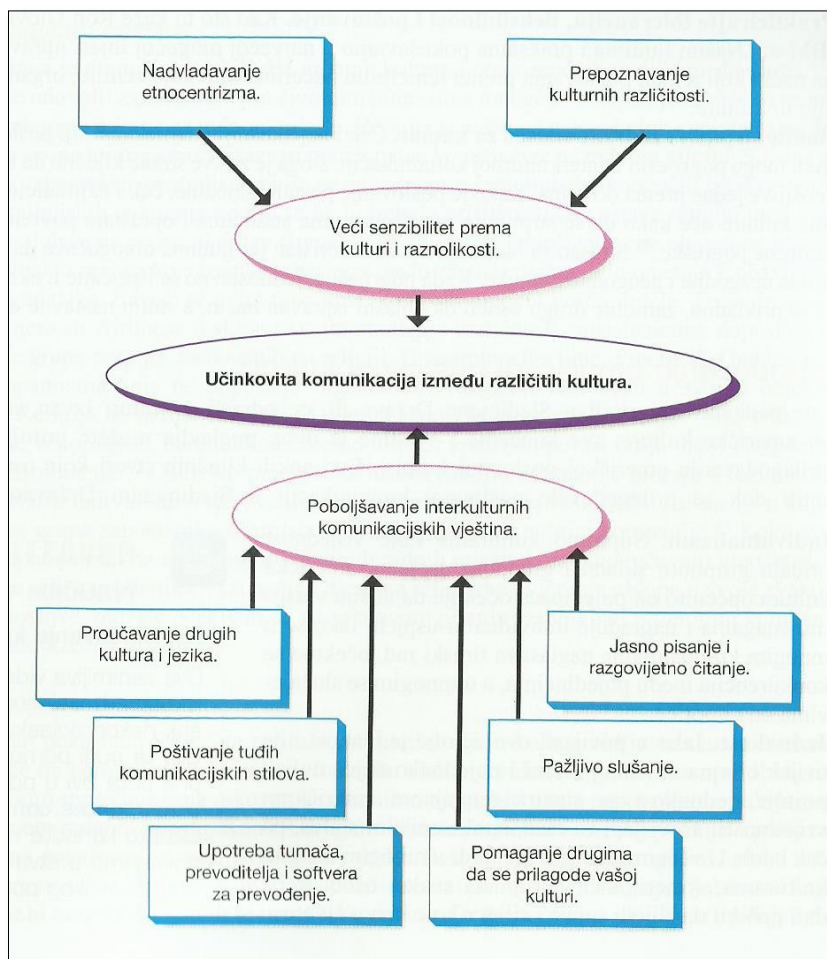 Nadvladavanje
etnocentrizma.
Prepoznavanje
kulturnih različitosti.
Veći senzibilitet prema
kulturi i raznolikosti.
Učinkovita komunikacija između različitih kultura.
Poboljšavanje interkulturnih
komunikacijskih vještina.
Proučavanje drugih
kultura i jezika.
Jasno pisanje i
razgovijetno čitanje.
Poštivanje tuđih
komunikacijskih stilova.
Pažljivo slušanje.
Upotreba tumača,
prevoditelja i softvera
za prevođenje.
Pomaganje drugima
da se prilagode vašoj
kulturi.